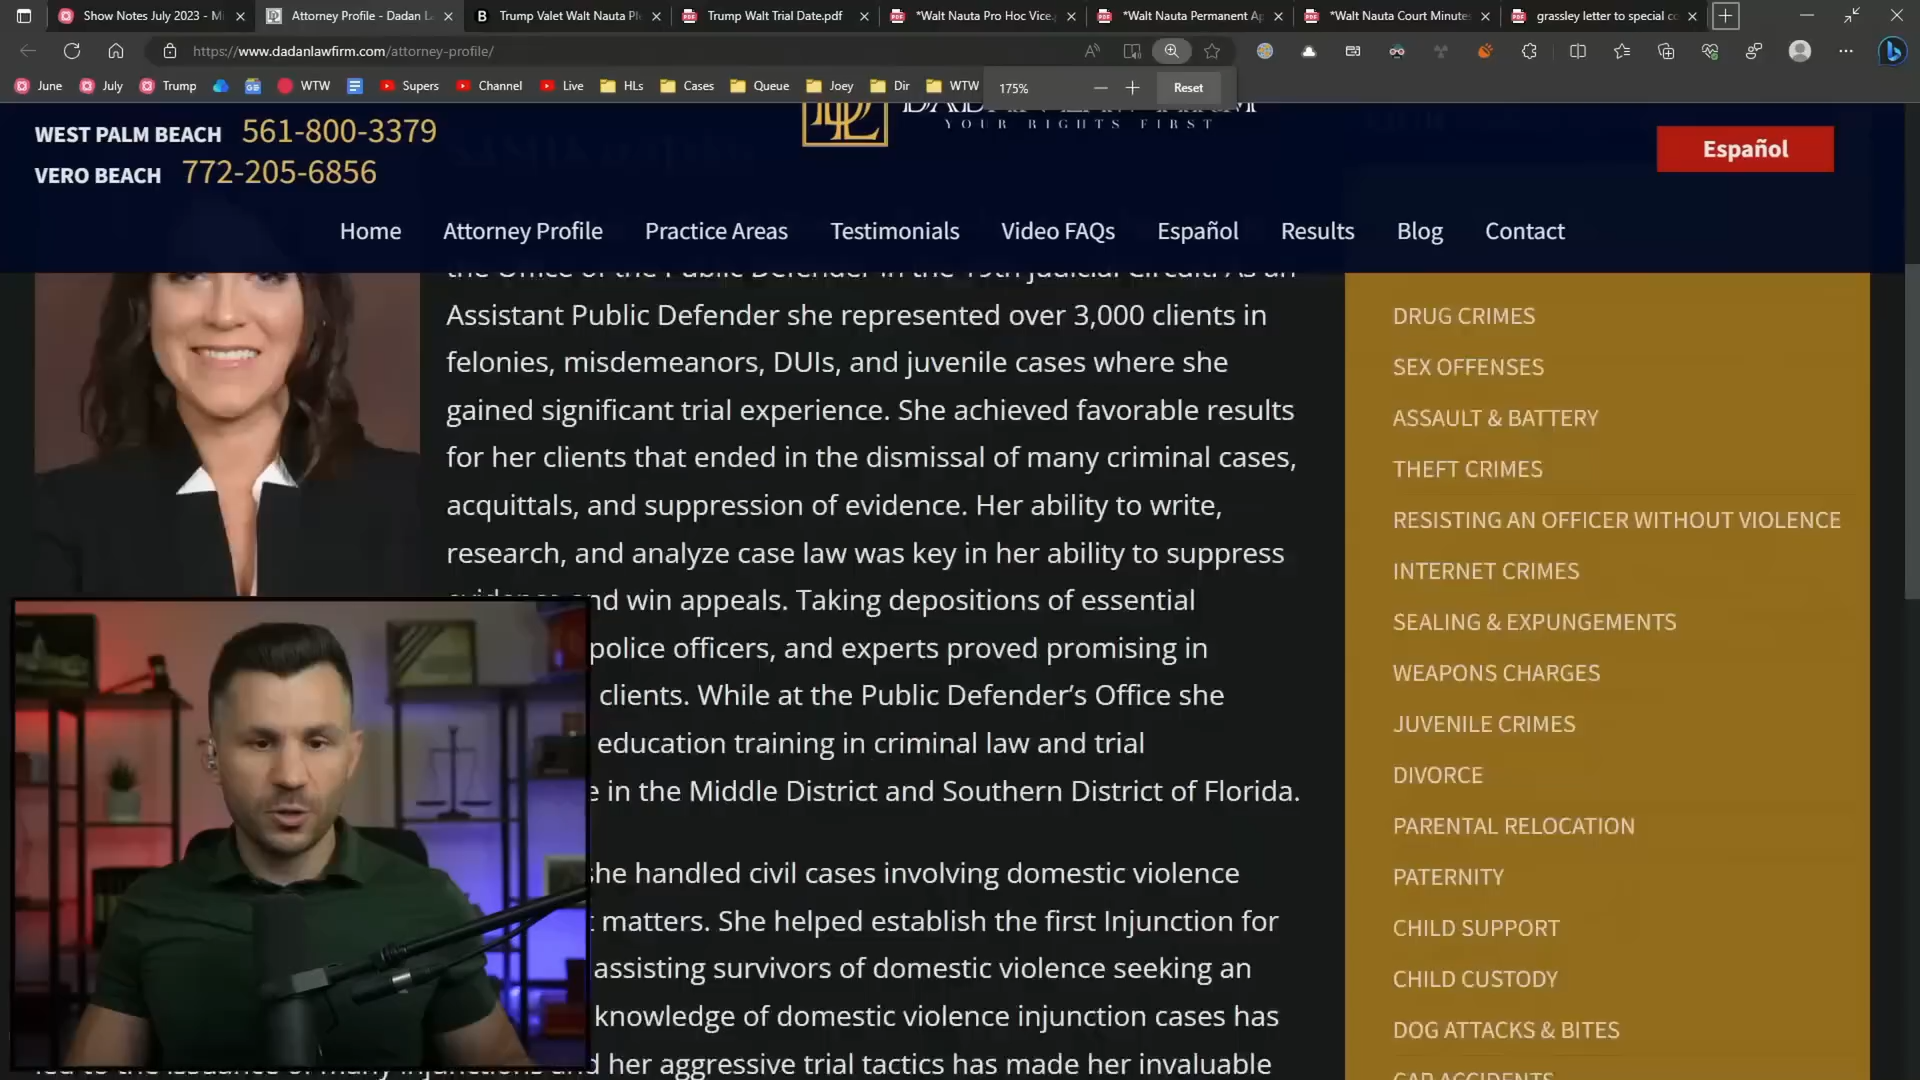 Show Notes July 2023 - M
Attorney Profile - Dadan L
Trump Valet Walt Nauta Pl
Trump Walt Trial Date.pdf
*Walt Nauta Pro Hoc Vice.
*Walt Nauta Permanent Ap
*Walt Nauta Court Minute
grassley letter to special c
https://www.dadanlawfirm.com/attorney-profile/
June
July
Trump
WTW
Supers
Channel
Live
HLs
Cases
Queue
Joey
Dir
WTW
175%
Reset
WEST PALM BEACH 561-800-3379
VERO BEACH 772-205-6856
YOUR RIGHTS FIRST
Español
Home
Attorney Profile
Practice Areas
Testimonials
Video FAQs
Español
Results
Blog
Contact
the Office of the Public Defender in the 19th Judicial Circuit. As an
Assistant Public Defender she represented over 3,000 clients in
felonies, misdemeanors, DUIs, and juvenile cases where she
gained significant trial experience. She achieved favorable results
for her clients that ended in the dismissal of many criminal cases,
acquittals, and suppression of evidence. Her ability to write,
research, and analyze case law was key in her ability to suppress
and win appeals. Taking depositions of essential
police officers, and experts proved promising in
clients. While at the Public Defender's Office she
education training in criminal law and trial
e in the Middle District and Southern District of Florida.
she handled civil cases involving domestic violence
matters. She helped establish the first Injunction for
assisting survivors of domestic violence seeking an
knowledge of domestic violence injunction cases has
led to the issuance of many injunctions and her aggressive trial tactics has made her invaluable
DRUG CRIMES
SEX OFFENSES
ASSAULT & BATTERY
THEFT CRIMES
RESISTING AN OFFICER WITHOUT VIOLENCE
INTERNET CRIMES
SEALING & EXPUNGEMENTS
WEAPONS CHARGES
JUVENILE CRIMES
DIVORCE
PARENTAL RELOCATION
PATERNITY
CHILD SUPPORT
CHILD CUSTODY
DOG ATTACKS & BITES
CAR ACCIDENTS